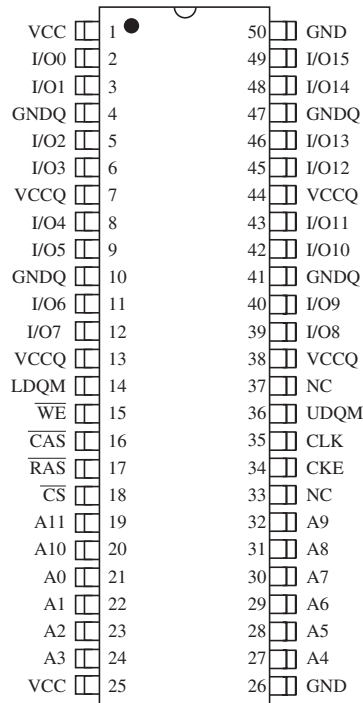 VCC 1 50 GND
I/O0 2 49 I/O15
I/O1 3 48 I/O14
GNDQ 4 47 GNDQ
I/O2 5 46 I/O13
I/O3 6 45 I/O12
VCCQ 7 44 VCCQ
I/O4 8 43 I/O11
I/O5 9 42 I/O10
GNDQ 10 41 GNDQ
I/O6 11 40 I/O9
I/O7 12 39 I/O8
VCCQ 13 38 VCCQ
LDQM 14 37 NC
W̅E̅ 15 36 UDQM
C̅A̅S̅ 16 35 CLK
R̅A̅S̅ 17 34 CKE
C̅S̅ 18 33 NC
A11 19 32 A9
A10 20 31 A8
A0 21 30 A7
A1 22 29 A6
A2 23 28 A5
A3 24 27 A4
VCC 25 26 GND